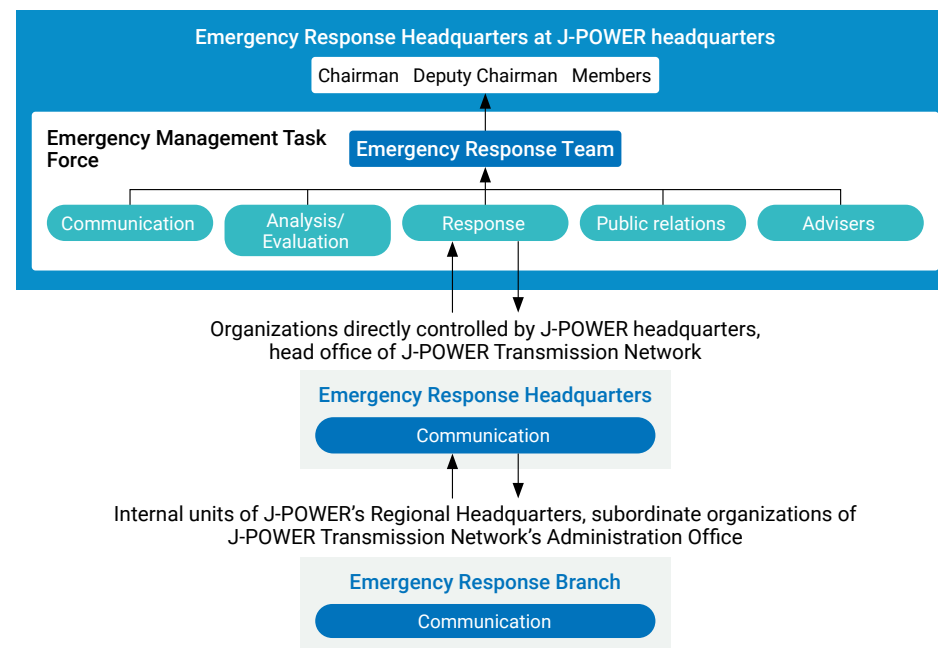 Emergency Response Headquarters at J-POWER headquarters
Chairman Deputy Chairman Members
Emergency Management Task
Force
Emergency Response Team
Communication
Analysis/
Evaluation
Response
Public relations
Advisers
Organizations directly controlled by J-POWER headquarters,
head office of J-POWER Transmission Network
Emergency Response Headquarters
Communication
Internal units of J-POWER’s Regional Headquarters, subordinate organizations of
J-POWER Transmission Network’s Administration Office
Emergency Response Branch
Communication